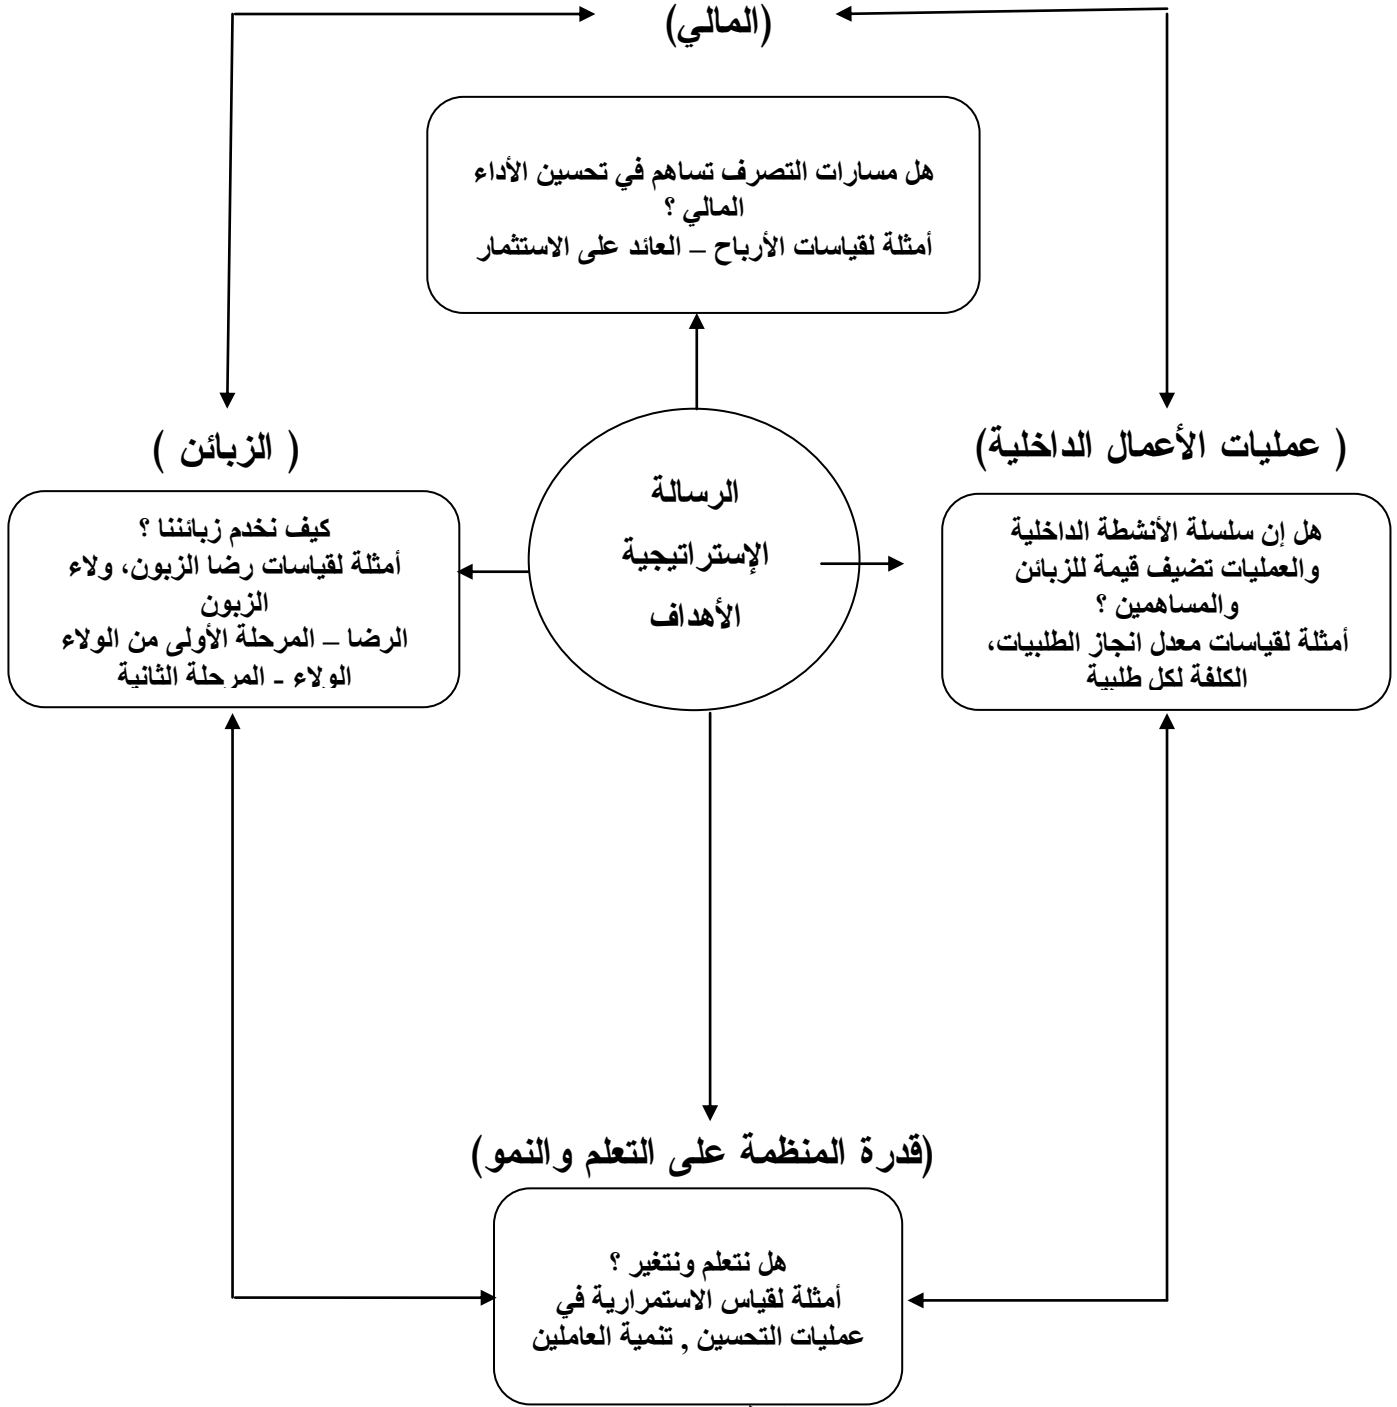 (المالي)
هل مسارات التصرف تساهم في تحسين الأداء
المالي ؟
أمثلة لقياسات الأرباح – العائد على الاستثمار
( عمليات الأعمال الداخلية)
هل إن سلسلة الأنشطة الداخلية
والعمليات تضيف قيمة للزبائن
والمساهمين ؟
أمثلة لقياسات معدل انجاز الطلبيات،
الكلفة لكل طلبية
الرسالة
الإستراتيجية
الأهداف
( الزبائن )
كيف نخدم زبائننا ؟
أمثلة لقياسات رضا الزبون، ولاء
الزبون
الرضا – المرحلة الأولى من الولاء
الولاء - المرحلة الثانية
(قدرة المنظمة على التعلم والنمو)
هل نتعلم ونتغير ؟
أمثلة لقياس الاستمرارية في
عمليات التحسين , تنمية العاملين